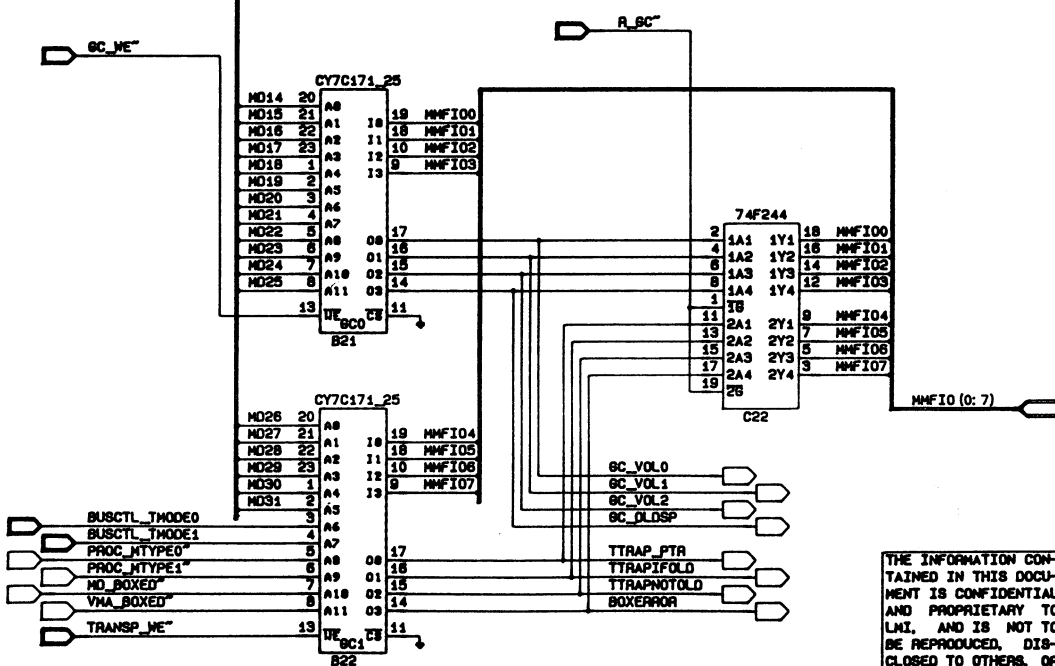 R_GC"
GC_WE"
CY7C171_25
MD14 20 A0
MD15 21 A1 I0 19 MMFIO0
MD16 22 A2 I1 18 MMFIO1
MD17 23 A3 I2 10 MMFIO2
MD18 1 A4 I3 9 MMFIO3
MD19 2 A5
MD20 3 A6
MD21 4 A7
MD22 5 A8 O0 17
MD23 6 A9 O1 16
MD24 7 A10 O2 15
MD25 8 A11 O3 14
13 WE CS 11
GC0
B21
74F244
2 1A1 1Y1 18 MMFIO0
4 1A2 1Y2 16 MMFIO1
6 1A3 1Y3 14 MMFIO2
8 1A4 1Y4 12 MMFIO3
1 1G
11 2A1 2Y1 9 MMFIO4
13 2A2 2Y2 7 MMFIO5
15 2A3 2Y3 5 MMFIO6
17 2A4 2Y4 3 MMFIO7
19 2G
C22
MMFIO(0:7)
CY7C171_25
MD26 20 A0
MD27 21 A1 I0 19 MMFIO4
MD28 22 A2 I1 18 MMFIO5
MD29 23 A3 I2 10 MMFIO6
MD30 1 A4 I3 9 MMFIO7
MD31 2 A5
BUSCTL_TMODE0 3 A6
BUSCTL_TMODE1 4 A7
PROC_MTYPE0" 5 A8 O0 17
PROC_MTYPE1" 6 A9 O1 16
MD_BOXED" 7 A10 O2 15
VMA_BOXED" 8 A11 O3 14
TRANSP_WE" 13 WE CS 11
GC1
B22
GC_VOL0
GC_VOL1
GC_VOL2
GC_OLDSP
TTRAP_PTR
TTRAPIFOLD
TTRAPNOTOLD
BOXERROR
THE INFORMATION CON-
TAINED IN THIS DOCU-
MENT IS CONFIDENTIAL
AND PROPRIETARY TO
LMI, AND IS NOT TO
BE REPRODUCED, DIS-
CLOSED TO OTHERS, OR